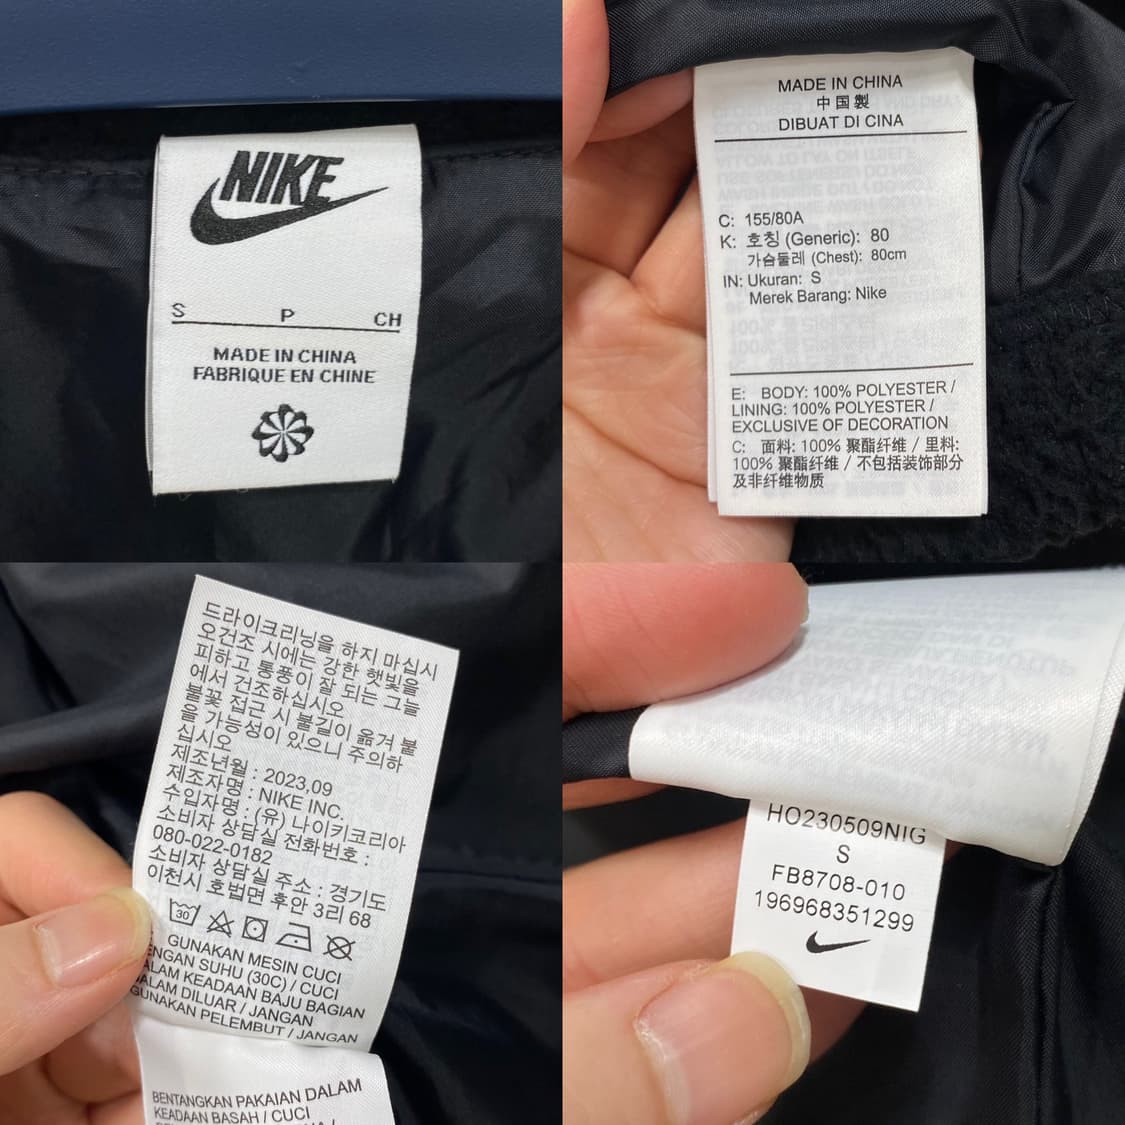 NIKE
S P CH
MADE IN CHINA
FABRIQUE EN CHINE
MADE IN CHINA
中国製
DIBUAT DI CINA
C: 155/80A
K: 호칭 (Generic): 80
가슴둘레 (Chest): 80cm
IN: Ukuran: S
Merek Barang: Nike
E: BODY: 100% POLYESTER /
LINING: 100% POLYESTER /
EXCLUSIVE OF DECORATION
C: 面料: 100% 聚酯纤维 / 里料:
100% 聚酯纤维 / 不包括装饰部分
及非纤维物质
드라이크리닝을 하지 마십시
오건조 시에는 강한 햇빛을
피하고 통풍이 잘 되는 그늘
에서 건조하십시오
불꽃 접근 시 불길이 옮겨 붙
을 가능성이 있으니 주의하
십시오
제조년월 : 2023,09
제조자명 : NIKE INC.
수입자명 : (유) 나이키코리아
소비자 상담실 전화번호 :
080-022-0182
소비자 상담실 주소 : 경기도
이천시 호법면 후안 3리 68
30
GUNAKAN MESIN CUCI
ENGAN SUHU (30C) / CUCI
ALAM KEADAAN BAJU BAGIAN
DALAM DILUAR / JANGAN
GUNAKAN PELEMBUT / JANGAN
BENTANGKAN PAKAIAN DALAM
KEADAAN BASAH / CUCI
HO230509NIG
S
FB8708-010
196968351299